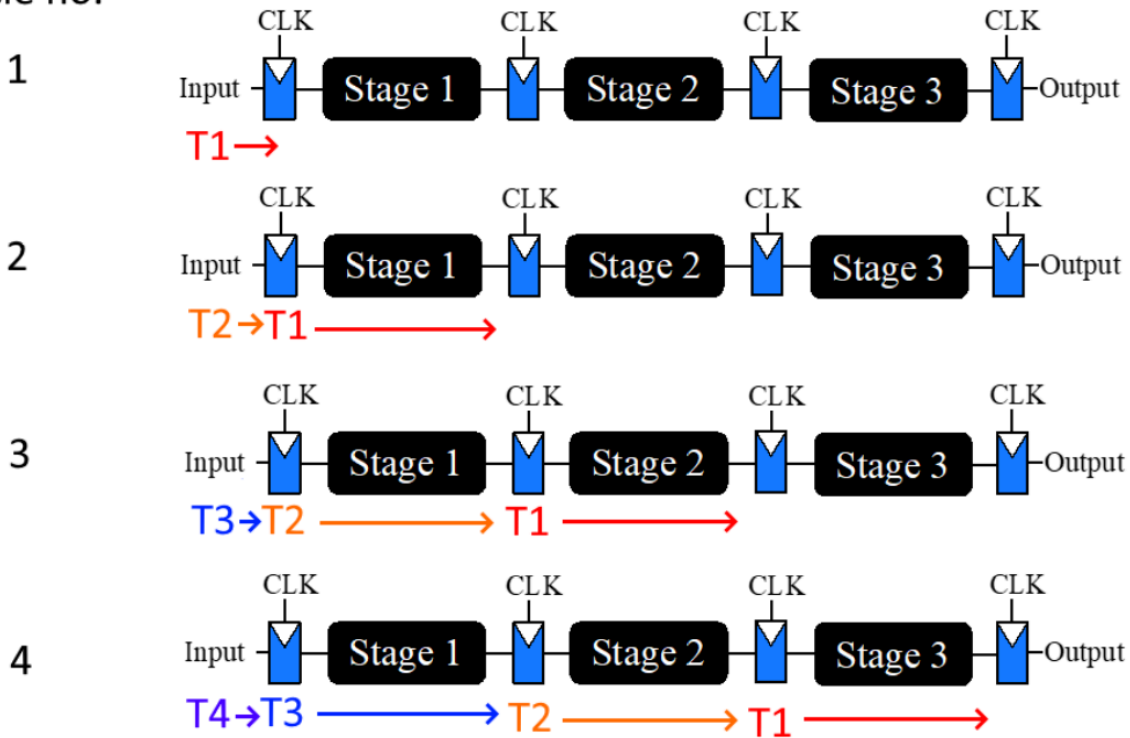 CLK CLK CLK CLK
1 Input Stage 1 Stage 2 Stage 3 Output
T1
CLK CLK CLK CLK
2 Input Stage 1 Stage 2 Stage 3 Output
T2 T1
CLK CLK CLK CLK
3 Input Stage 1 Stage 2 Stage 3 Output
T3 T2 T1
CLK CLK CLK CLK
4 Input Stage 1 Stage 2 Stage 3 Output
T4 T3 T2 T1